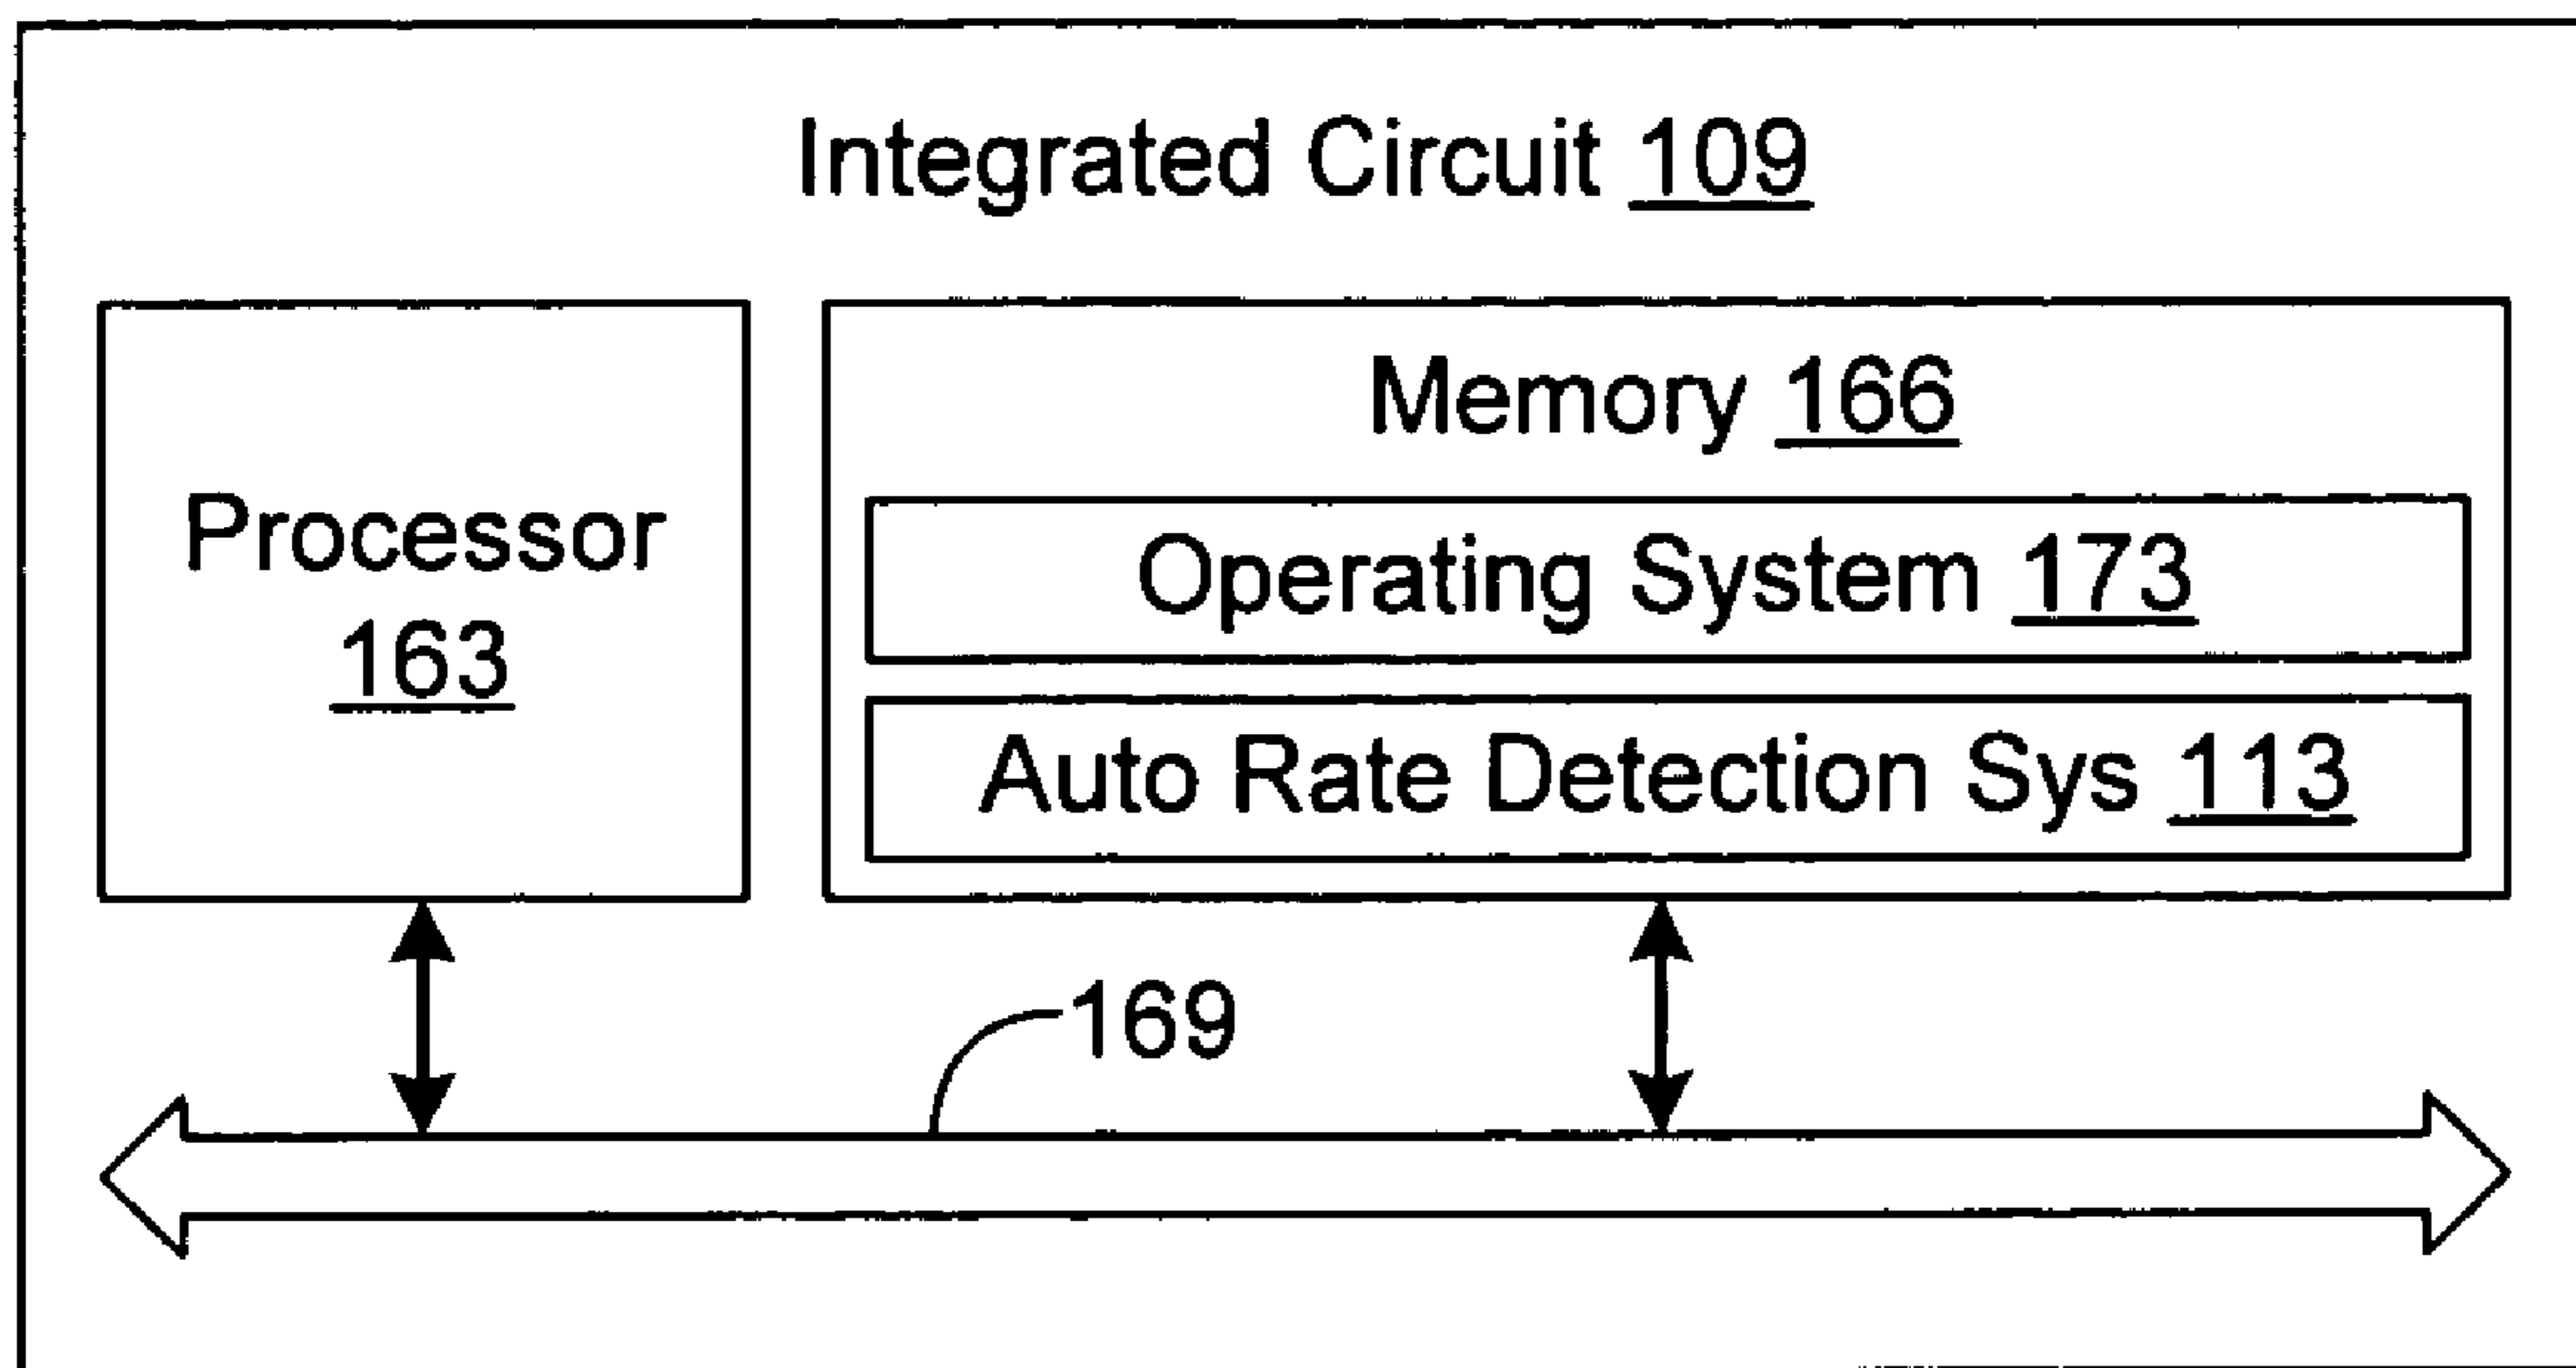 Integrated Circuit 109
Memory 166
Processor
163
Operating System 173
Auto Rate Detection Sys 113
169